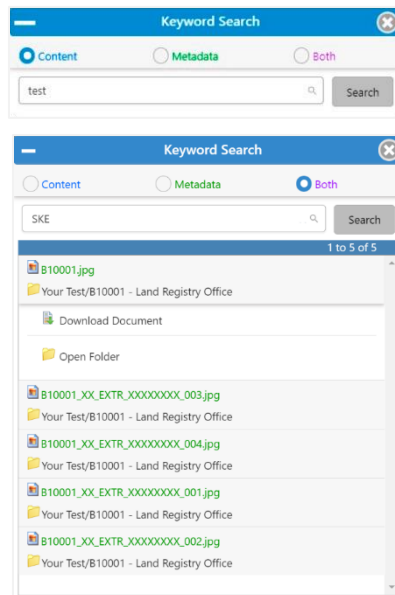 Keyword Search
Content Metadata Both
test Search
Keyword Search
Content Metadata Both
SKE Search
1 to 5 of 5
B10001.jpg
Your Test/B10001 - Land Registry Office
Download Document
Open Folder
B10001_XX_EXTR_XXXXXXXX_003.jpg
Your Test/B10001 - Land Registry Office
B10001_XX_EXTR_XXXXXXXX_004.jpg
Your Test/B10001 - Land Registry Office
B10001_XX_EXTR_XXXXXXXX_001.jpg
Your Test/B10001 - Land Registry Office
B10001_XX_EXTR_XXXXXXXX_002.jpg
Your Test/B10001 - Land Registry Office